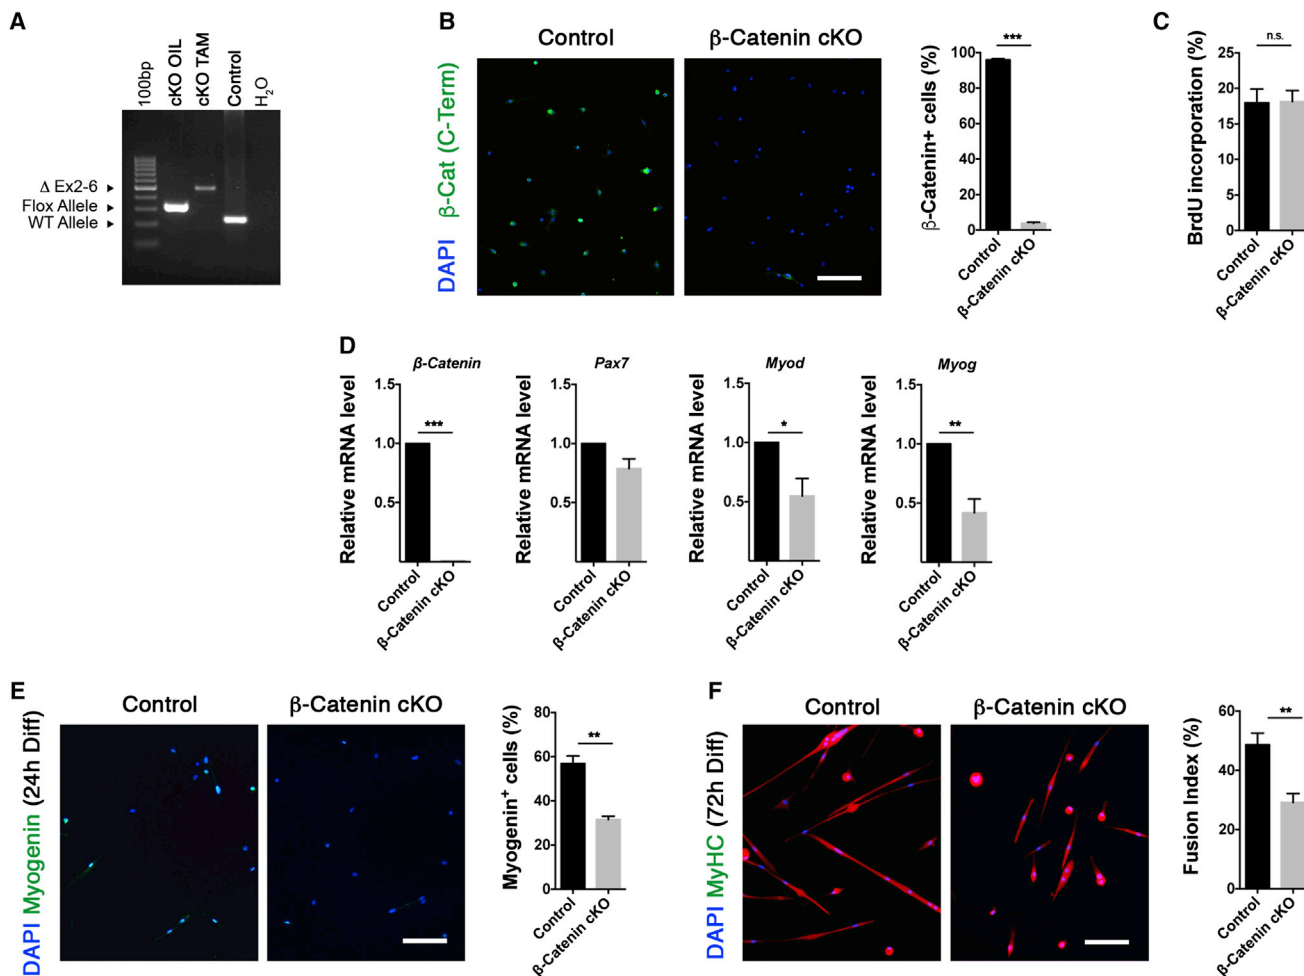 A
100bp
cKO OIL
cKO TAM
Control
H₂O
Δ Ex2-6
Flox Allele
WT Allele
B
Control
β-Catenin cKO
DAPI β-Cat (C-Term)
β-Catenin+ cells (%)
100
80
60
40
20
0
***
Control
β-Catenin cKO
C
BrdU incorporation (%)
25
20
15
10
5
0
n.s.
Control
β-Catenin cKO
D
β-Catenin
Relative mRNA level
1.5
1.0
0.5
***
Control
β-Catenin cKO
Pax7
Relative mRNA level
1.5
1.0
0.5
Control
β-Catenin cKO
Myod
Relative mRNA level
1.5
1.0
0.5
*
Control
β-Catenin cKO
Myog
Relative mRNA level
1.5
1.0
0.5
**
Control
β-Catenin cKO
E
Control
β-Catenin cKO
DAPI Myogenin (24h Diff)
Myogenin⁺ cells (%)
80
60
40
20
0
**
Control
β-Catenin cKO
F
Control
β-Catenin cKO
DAPI MyHC (72h Diff)
Fusion Index (%)
60
40
20
0
**
Control
β-Catenin cKO